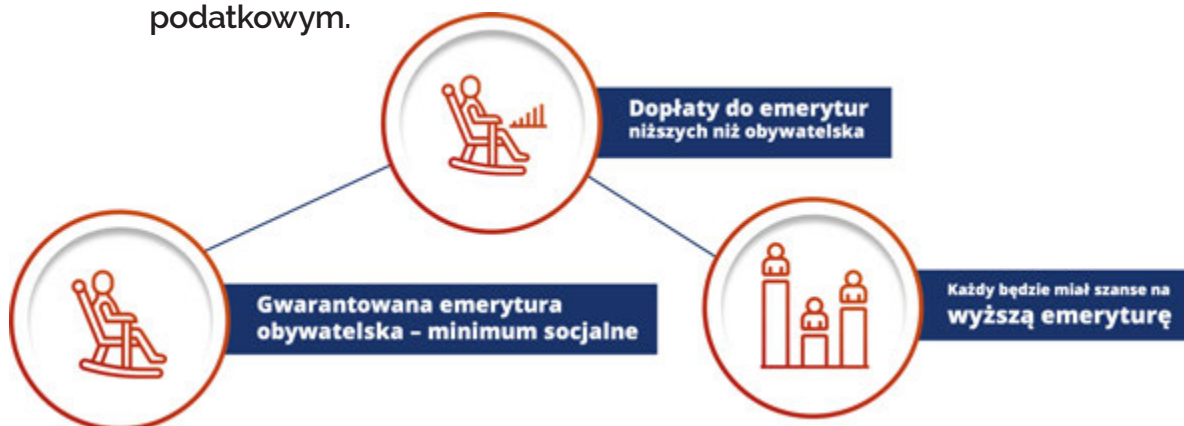 podatkowym.
Dopłaty do emerytur
niższych niż obywatelska
Gwarantowana emerytura
obywatelska – minimum socjalne
Każdy będzie miał szanse na
wyższą emeryturę